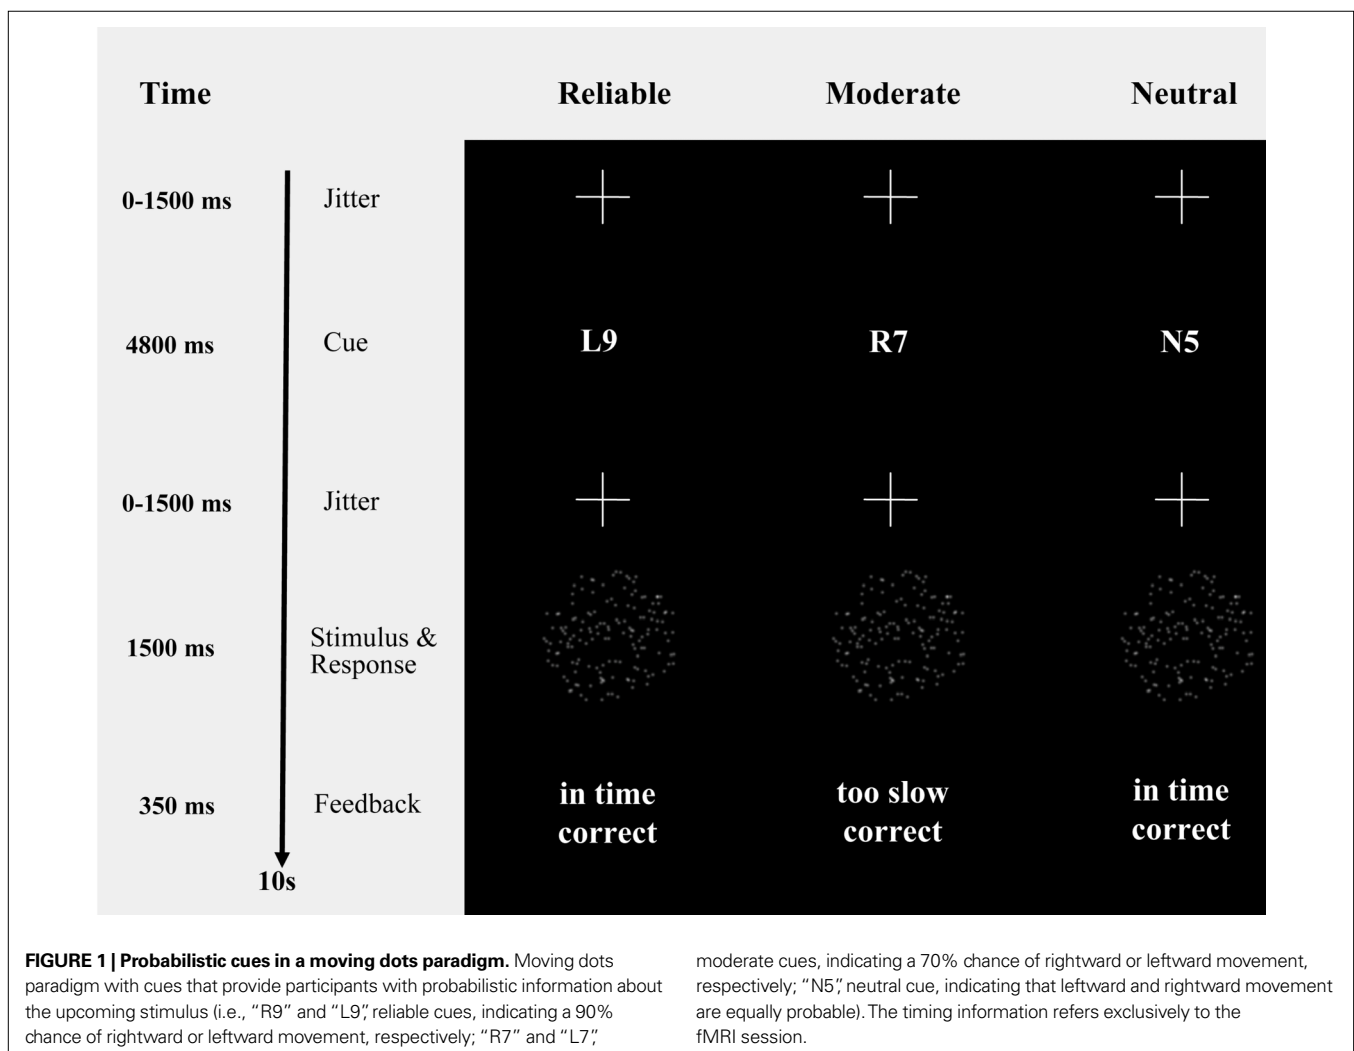 Time Reliable Moderate Neutral
0-1500 ms Jitter
4800 ms Cue L9 R7 N5
0-1500 ms Jitter
1500 ms Stimulus &
Response
350 ms Feedback in time too slow in time
correct correct correct
10s
FIGURE 1 | Probabilistic cues in a moving dots paradigm. Moving dots
paradigm with cues that provide participants with probabilistic information about
the upcoming stimulus (i.e., “R9” and “L9”, reliable cues, indicating a 90%
chance of rightward or leftward movement, respectively; “R7” and “L7”,
moderate cues, indicating a 70% chance of rightward or leftward movement,
respectively; “N5”, neutral cue, indicating that leftward and rightward movement
are equally probable). The timing information refers exclusively to the
fMRI session.